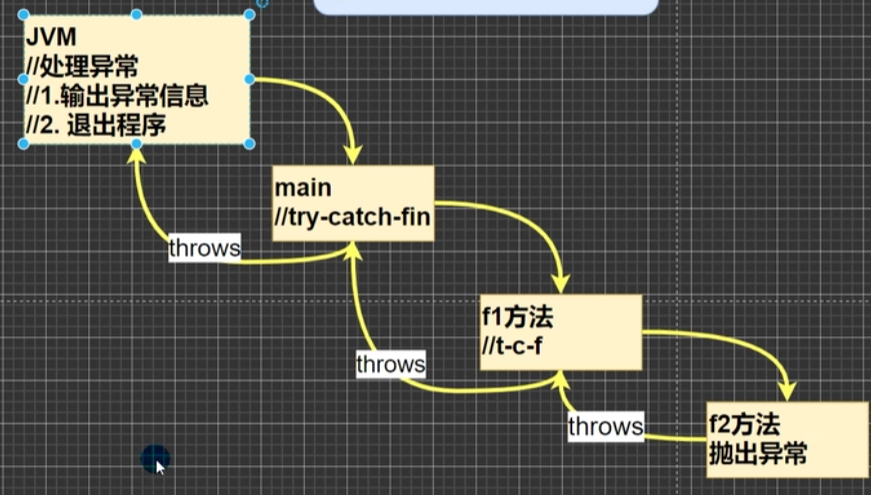 JVM
//处理异常
//1.输出异常信息
//2. 退出程序
main
//try-catch-fin
throws
f1方法
//t-c-f
throws
f2方法
抛出异常
throws